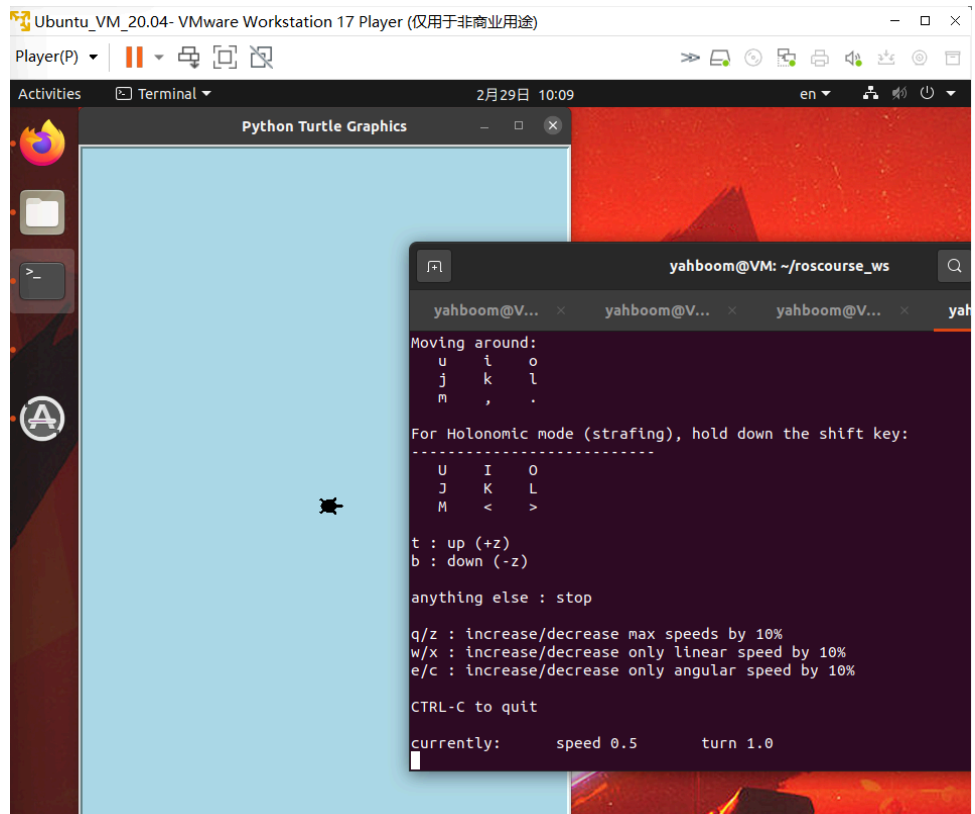 Ubuntu_VM_20.04- VMware Workstation 17 Player (仅用于非商业用途)
Player(P)
Activities Terminal 2月29日 10:09 en
Python Turtle Graphics
yahboom@VM: ~/roscourse_ws
yahboom@V... yahboom@V... yahboom@V... yah
Moving around:
u i o
j k l
m , .
For Holonomic mode (strafing), hold down the shift key:
---------------------------
U I O
J K L
M < >
t : up (+z)
b : down (-z)
anything else : stop
q/z : increase/decrease max speeds by 10%
w/x : increase/decrease only linear speed by 10%
e/c : increase/decrease only angular speed by 10%
CTRL-C to quit
currently: speed 0.5 turn 1.0